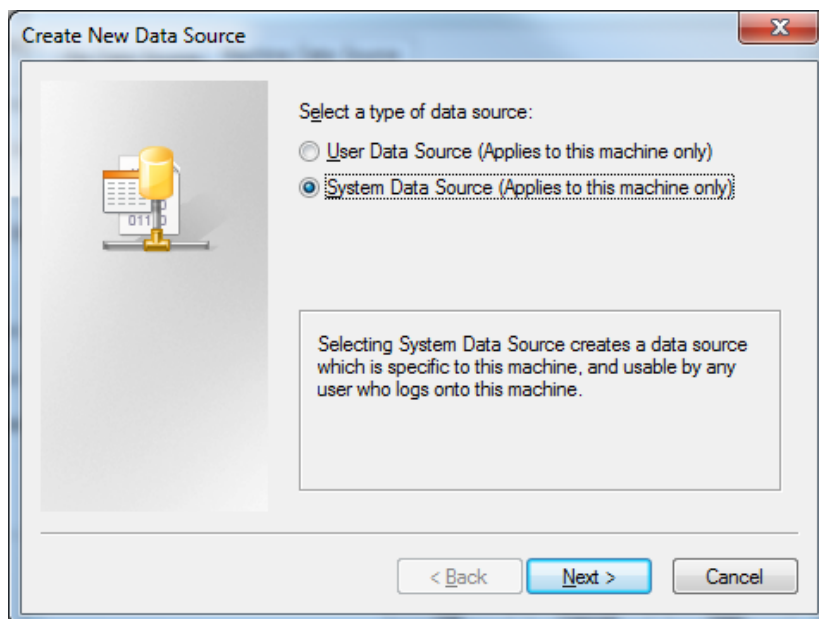 Create New Data Source
Select a type of data source:
User Data Source (Applies to this machine only)
System Data Source (Applies to this machine only)
0111
Selecting System Data Source creates a data source
which is specific to this machine, and usable by any
user who logs onto this machine.
< Back
Next >
Cancel